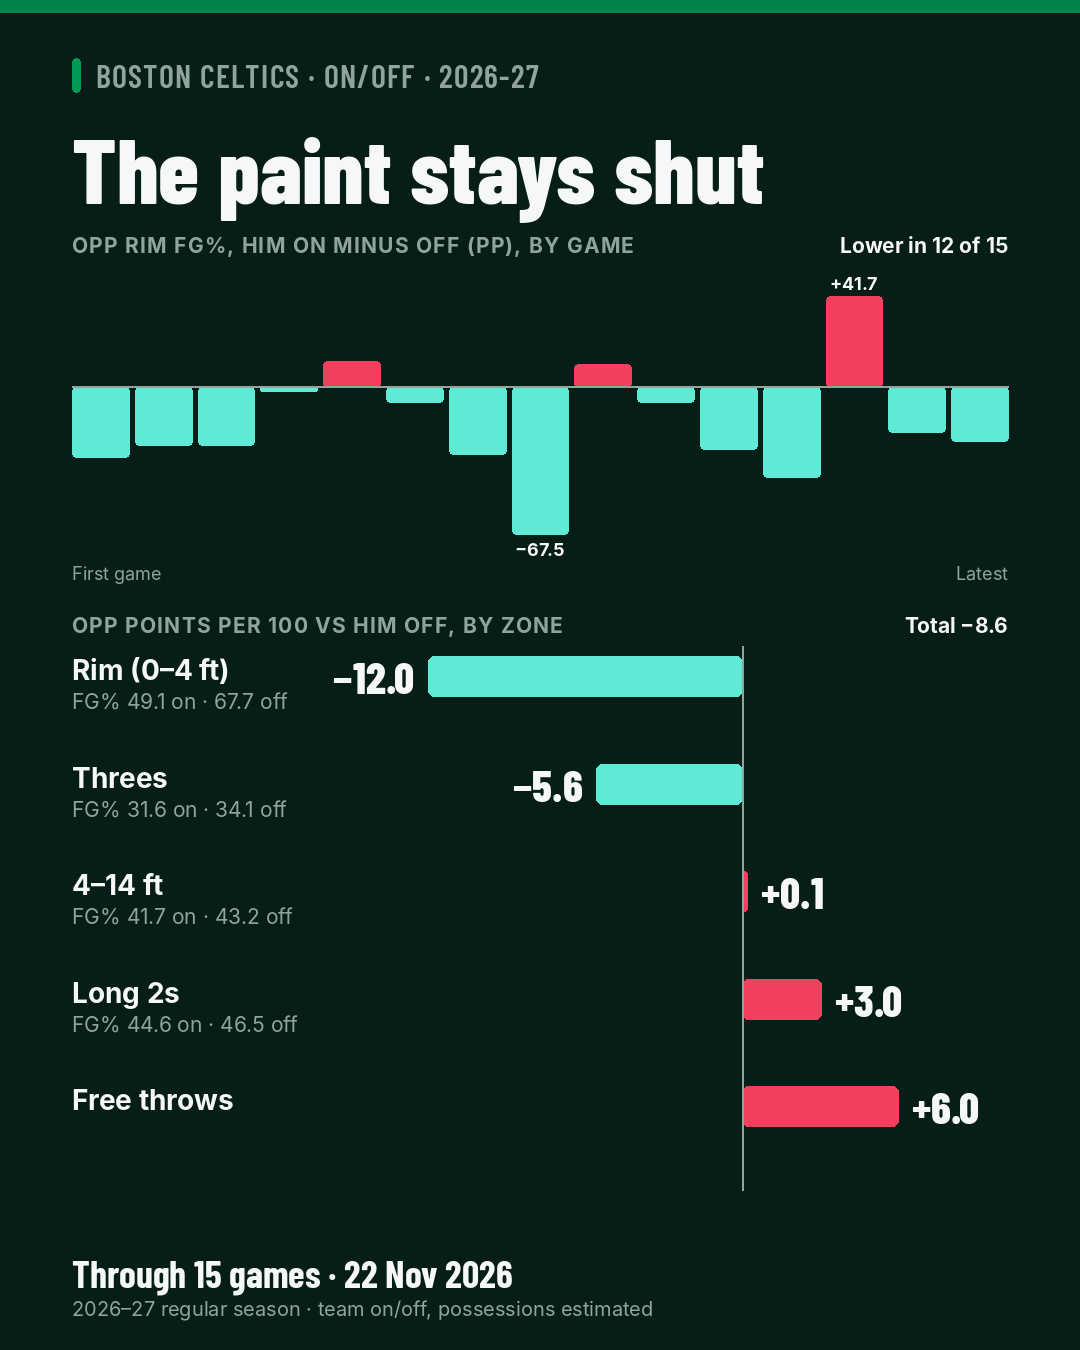 BOSTON CELTICS · ON/OFF · 2026-27
The paint stays shut
OPP RIM FG%, HIM ON MINUS OFF (PP), BY GAME
Lower in 12 of 15
+41.7
−67.5
First game
Latest
OPP POINTS PER 100 VS HIM OFF, BY ZONE
Total −8.6
Rim (0–4 ft)
−12.0
FG% 49.1 on · 67.7 off
Threes
−5.6
FG% 31.6 on · 34.1 off
4–14 ft
+0.1
FG% 41.7 on · 43.2 off
Long 2s
+3.0
FG% 44.6 on · 46.5 off
Free throws
+6.0
Through 15 games · 22 Nov 2026
2026–27 regular season · team on/off, possessions estimated